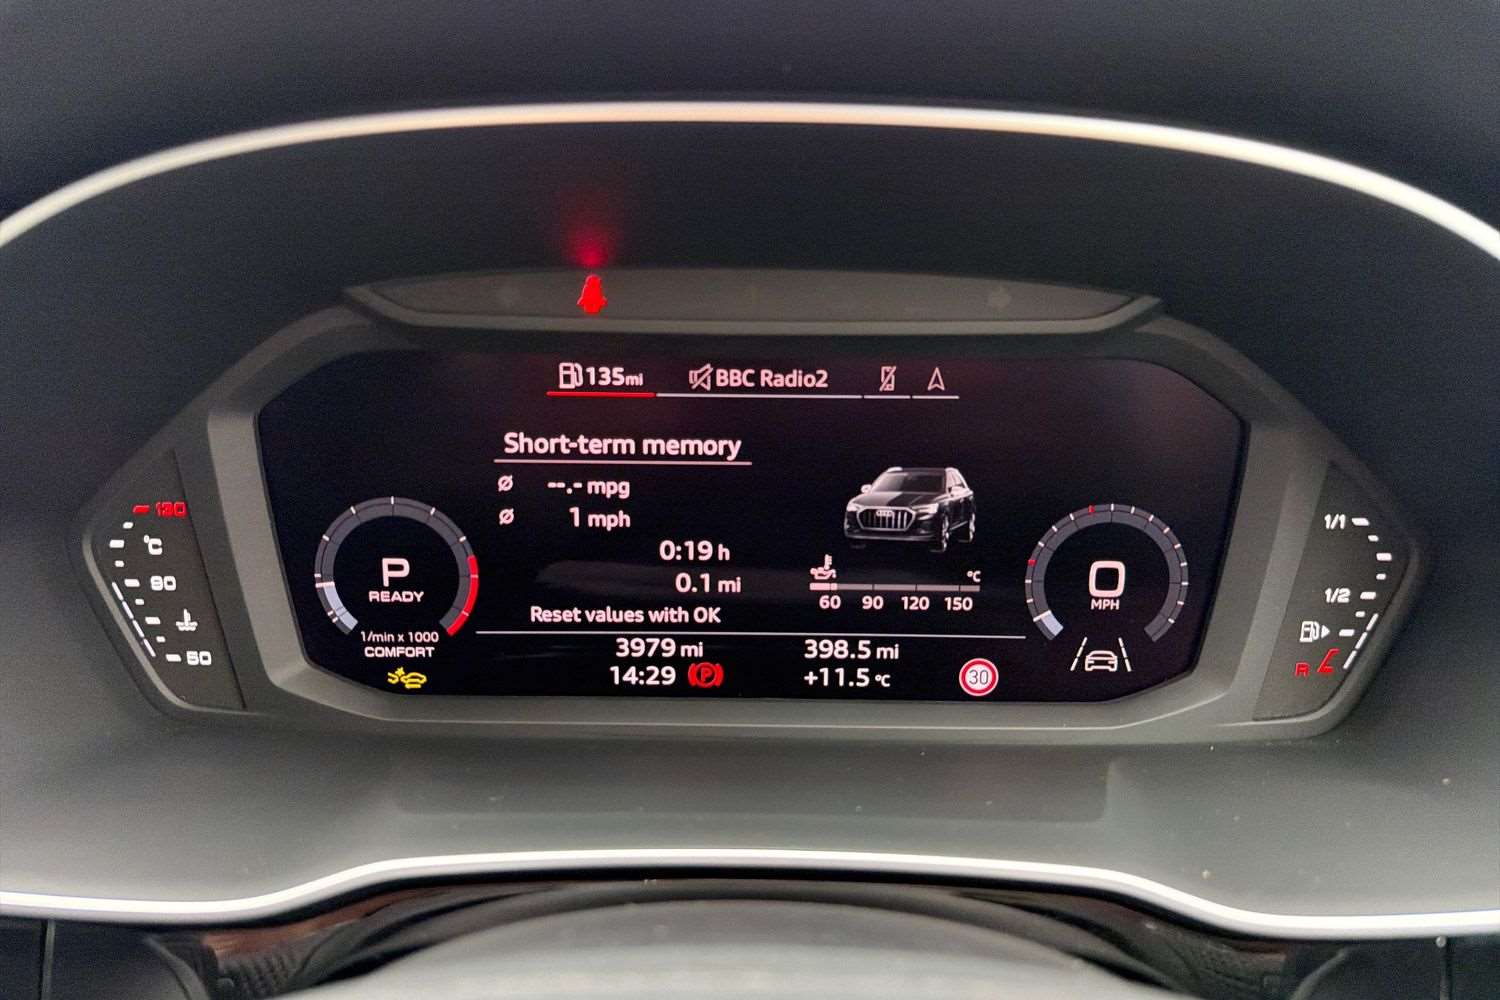 135mi BBC Radio2
Short-term memory
Ø --.- mpg
Ø 1 mph
0:19 h
0.1 mi
Reset values with OK
3979 mi 398.5 mi
14:29 P +11.5 °C 30
130
°C
90
50
P
READY
1/min x 1000
COMFORT
°C
60 90 120 150
0
MPH
1/1
1/2
R